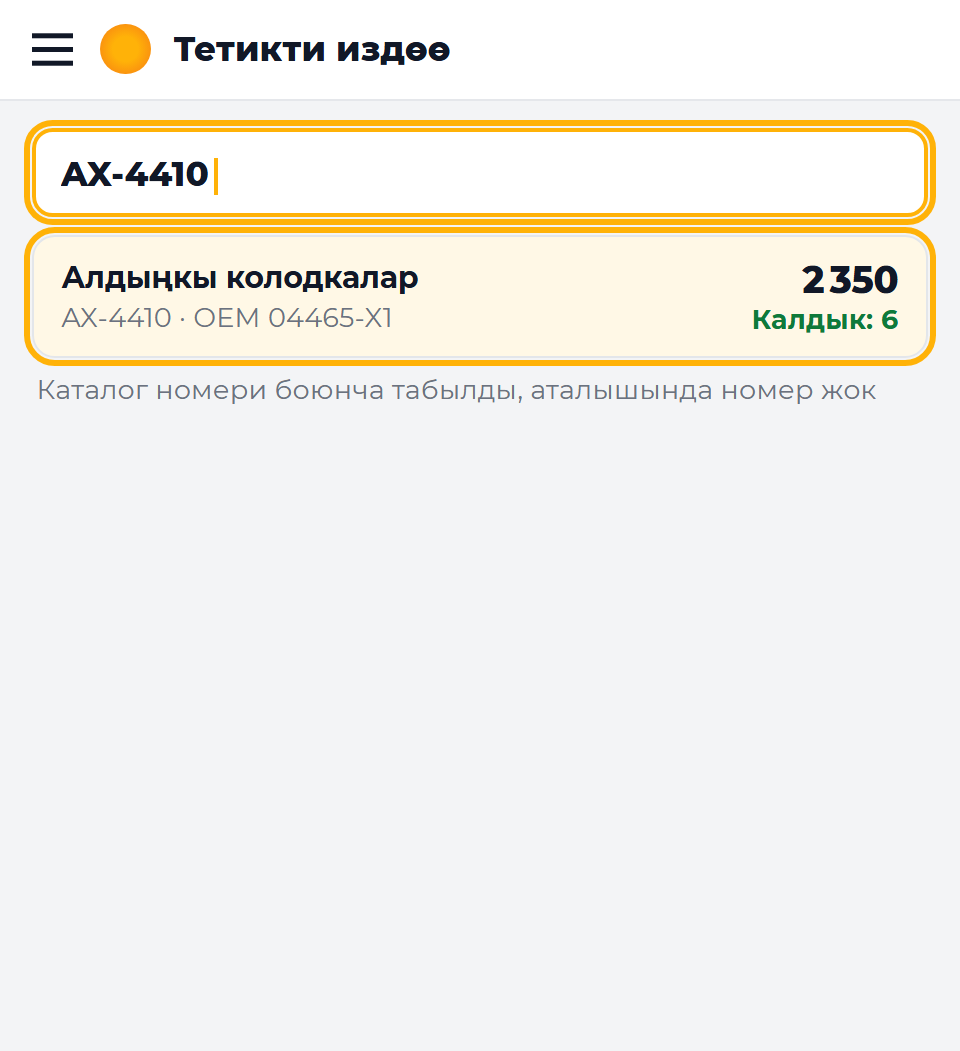 Тетикти издөө
AX-4410
Алдыңкы колодкалар
2 350
AX-4410 · OEM 04465-X1
Калдык: 6
Каталог номери боюнча табылды, аталышында номер жок